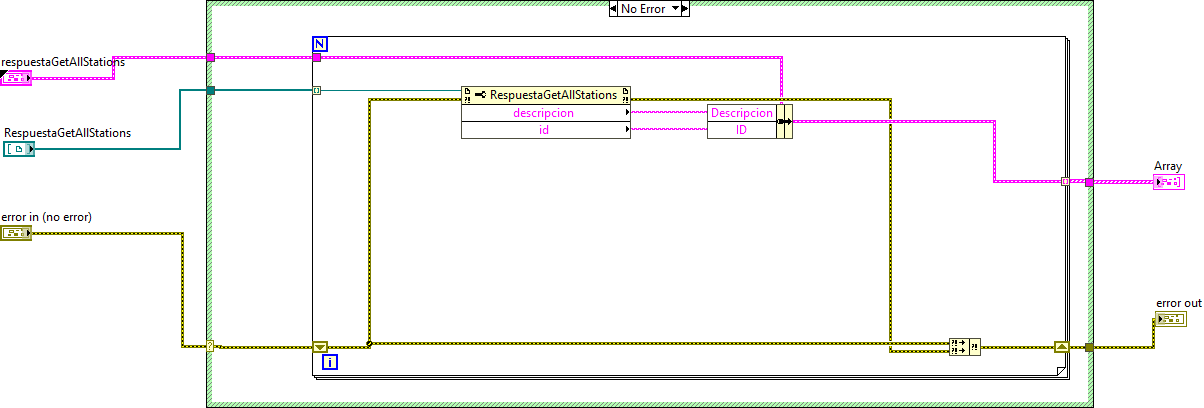 No Error
N
respuestaGetAllStations
RespuestaGetAllStations
descripcion
Descripcion
id
ID
RespuestaGetAllStations
Array
error in (no error)
error out
i